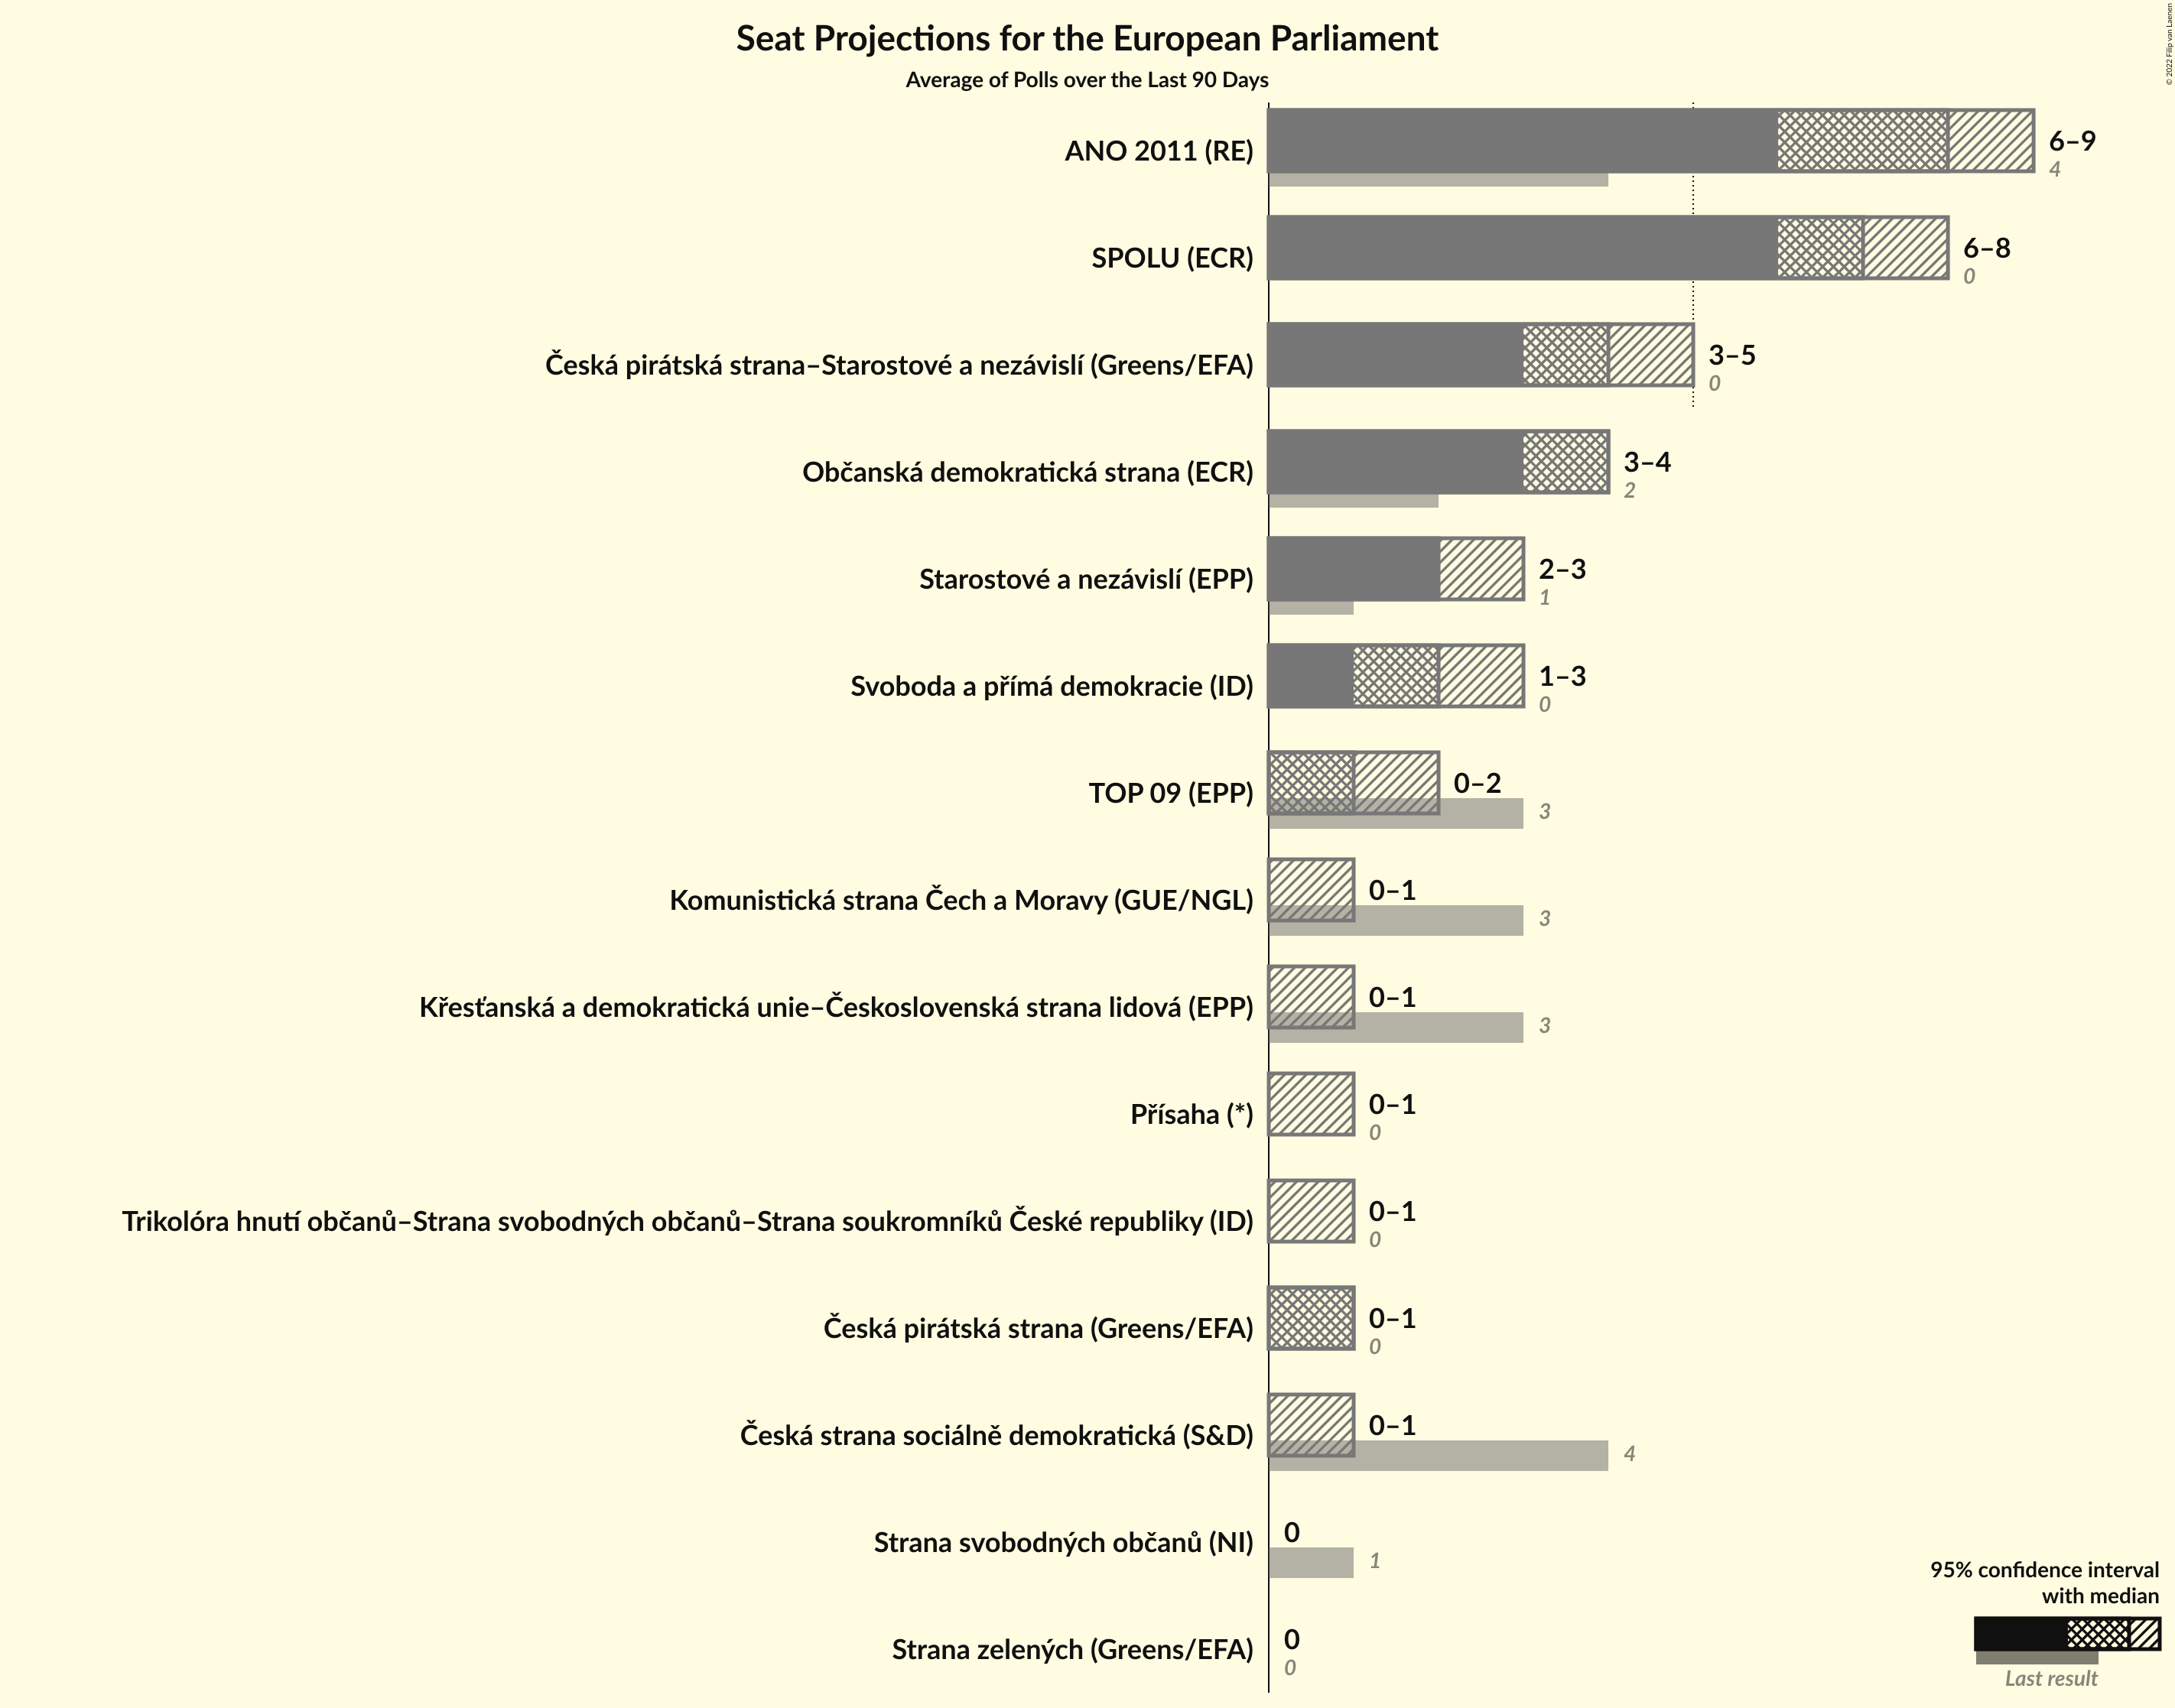 Seat Projections for the European Parliament
Average of Polls over the Last 90 Days
© 2022 Filip van Laenen
ANO 2011 (RE)
6–9
4
SPOLU (ECR)
6–8
0
Česká pirátská strana–Starostové a nezávislí (Greens/EFA)
3–5
0
Občanská demokratická strana (ECR)
3–4
2
Starostové a nezávislí (EPP)
2–3
1
Svoboda a přímá demokracie (ID)
1–3
0
TOP 09 (EPP)
0–2
3
Komunistická strana Čech a Moravy (GUE/NGL)
0–1
3
Křesťanská a demokratická unie–Československá strana lidová (EPP)
0–1
3
Přísaha (*)
0–1
0
Trikolóra hnutí občanů–Strana svobodných občanů–Strana soukromníků České republiky (ID)
0–1
0
Česká pirátská strana (Greens/EFA)
0–1
0
Česká strana sociálně demokratická (S&D)
0–1
4
Strana svobodných občanů (NI)
0
1
Strana zelených (Greens/EFA)
0
0
95% confidence interval
with median
Last result